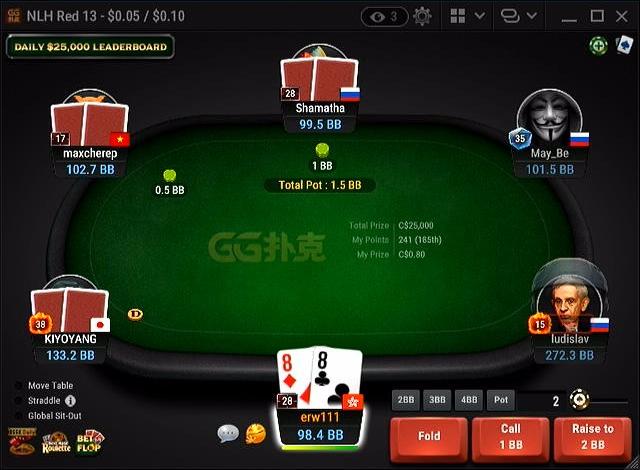 NLH Red 13 - $0.05 / $0.10
3
DAILY $25,000 LEADERBOARD
28
Shamatha
99.5 BB
17
maxcherep
102.7 BB
35
May_Be
101.5 BB
0.5 BB
1 BB
Total Pot : 1.5 BB
GG扑克
Total Prize C$25,000
My Points 241 (185th)
My Prize C$0.80
38
KIYOYANG
133.2 BB
D
15
ludislav
272.3 BB
8 8
28
erw111
98.4 BB
Move Table
Straddle
Global Sit-Out
Roulette
BET
FLOP
2BB 3BB 4BB Pot 2
Fold
Call
1 BB
Raise to
2 BB